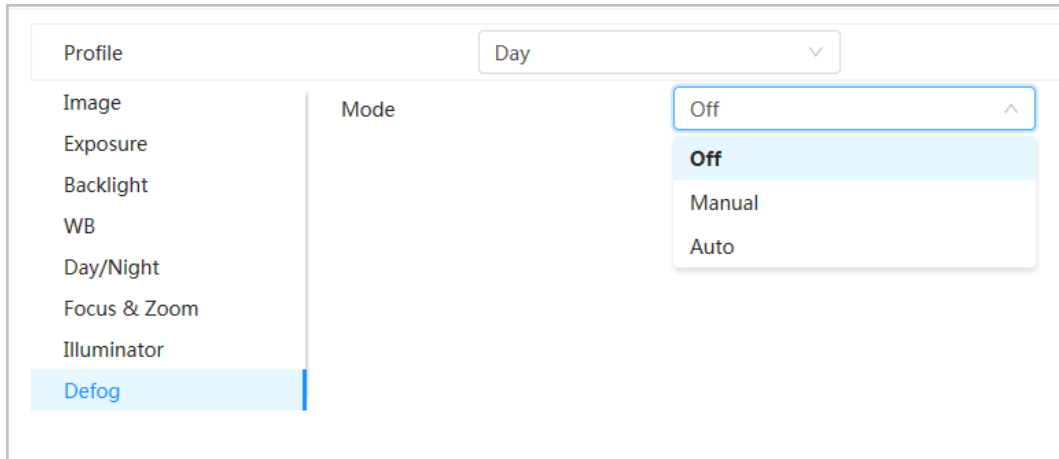 Profile Day
Image Mode Off
Exposure
Off
Backlight
Manual
WB
Auto
Day/Night
Focus & Zoom
Illuminator
Defog